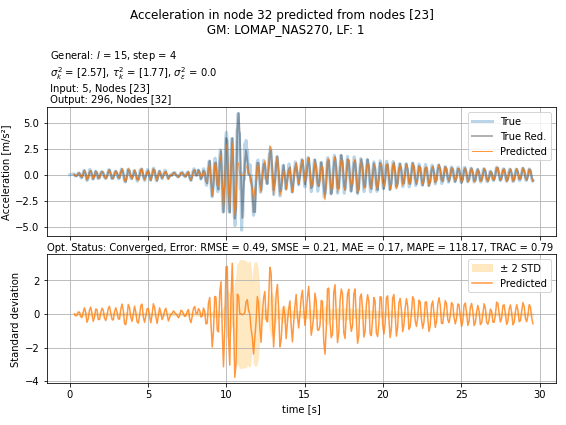 Acceleration in node 32 predicted from nodes [23]
GM: LOMAP_NAS270, LF: 1
General: l = 15, step = 4
σ²ₖ = [2.57], τ²ₖ = [1.77], σ²ε = 0.0
Input: 5, Nodes [23]
Output: 296, Nodes [32]
Acceleration [m/s²]
5.0
2.5
0.0
−2.5
−5.0
True
True Red.
Predicted
Opt. Status: Converged, Error: RMSE = 0.49, SMSE = 0.21, MAE = 0.17, MAPE = 118.17, TRAC = 0.79
Standard deviation
2
0
−2
−4
± 2 STD
Predicted
0 5 10 15 20 25 30
time [s]